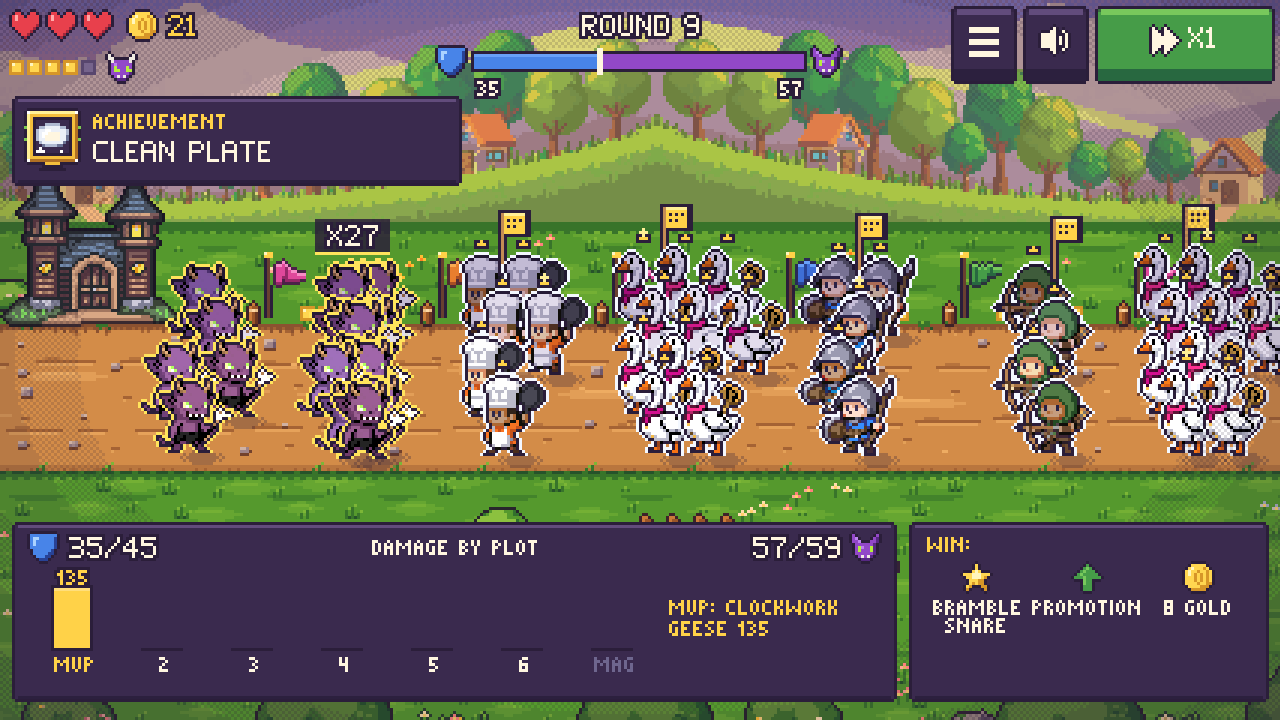 21
ROUND 9
X1
35
57
ACHIEVEMENT
CLEAN PLATE
X27
35/45
DAMAGE BY PLOT
57/59
WIN:
135
MVP: CLOCKWORK
GEESE 135
MVP
2
3
4
5
6
MAG
BRAMBLE
SNARE
PROMOTION
8 GOLD